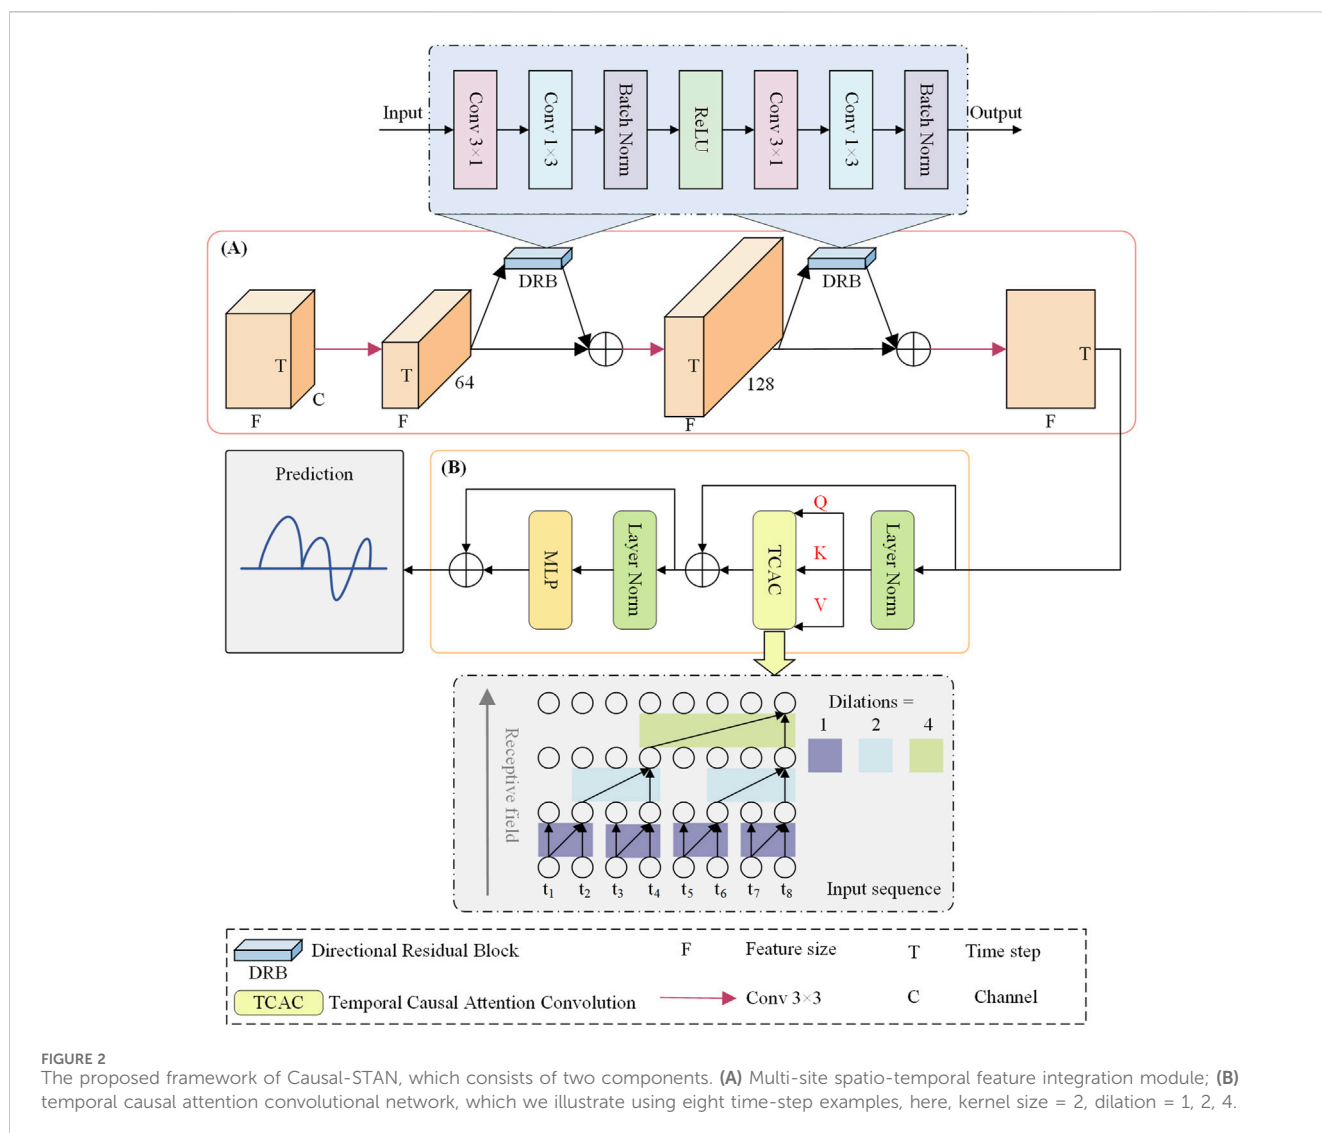 Input
Conv 3×1
Conv 1×3
Batch Norm
ReLU
Conv 3×1
Conv 1×3
Batch Norm
Output
(A)
DRB
DRB
T
F
C
T
F
64
T
F
128
T
F
Prediction
(B)
MLP
Layer Norm
TCAC
Q
K
V
Layer Norm
Receptive field
Dilations =
1 2 4
t1 t2 t3 t4 t5 t6 t7 t8
Input sequence
DRB
Directional Residual Block
F Feature size
T Time step
TCAC Temporal Causal Attention Convolution
Conv 3×3
C Channel
FIGURE 2
The proposed framework of Causal-STAN, which consists of two components. (A) Multi-site spatio-temporal feature integration module; (B)
temporal causal attention convolutional network, which we illustrate using eight time-step examples, here, kernel size = 2, dilation = 1, 2, 4.